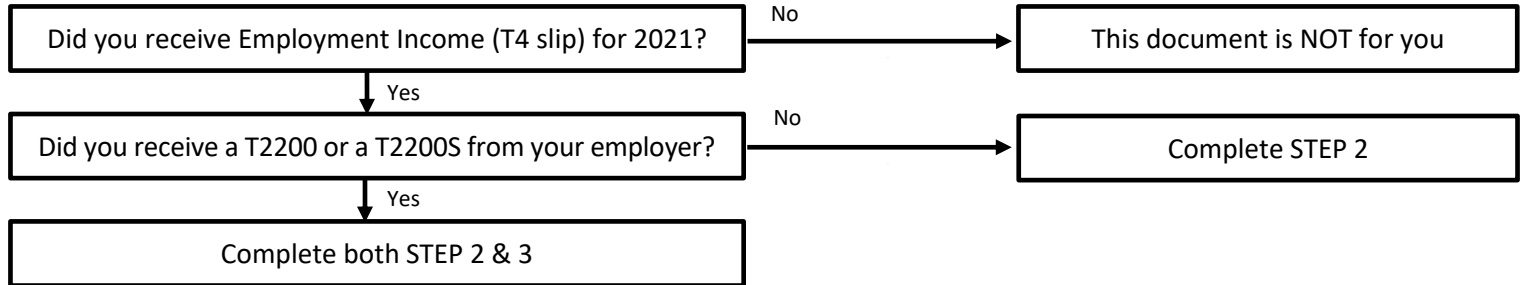 Did you receive Employment Income (T4 slip) for 2021?
No
This document is NOT for you
Yes
Did you receive a T2200 or a T2200S from your employer?
No
Complete STEP 2
Yes
Complete both STEP 2 & 3